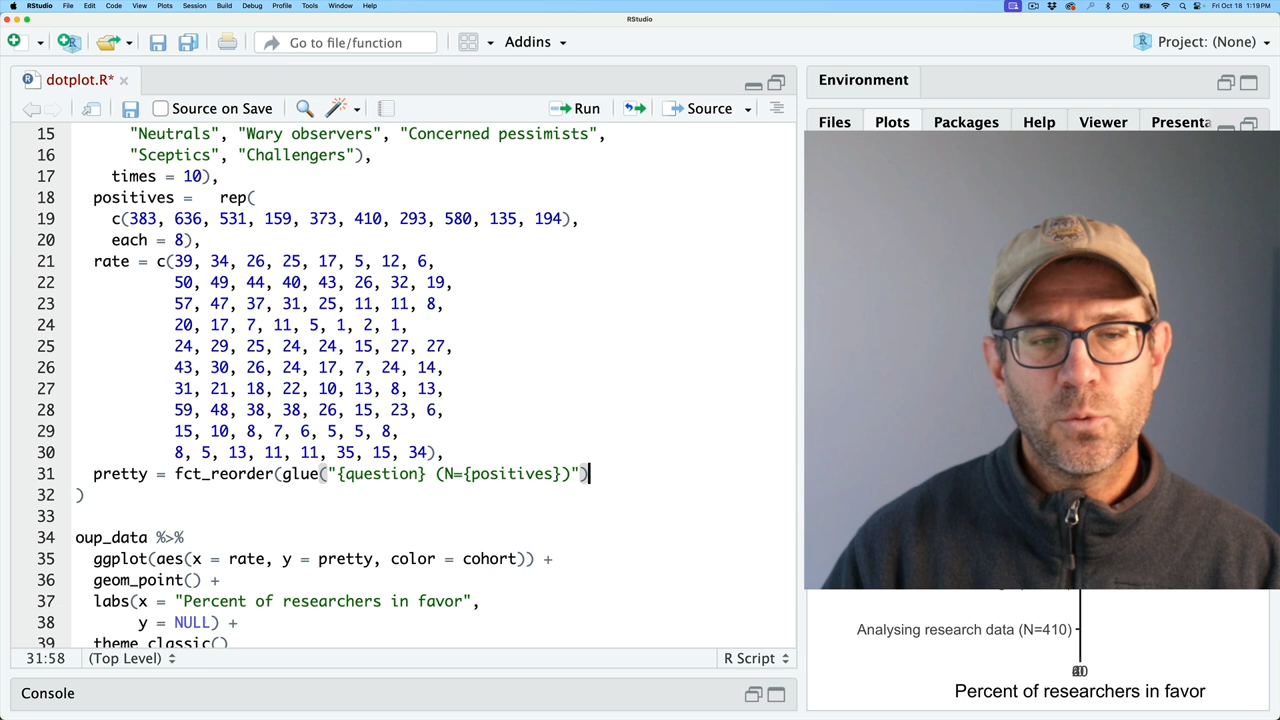 RStudio File Edit Code View Plots Session Build Debug Profile Tools Window Help Fri Oct 18 1:19 PM
RStudio
Go to file/function Addins Project: (None)
dotplot.R* Environment
Source on Save Run Source Files Plots Packages Help Viewer Presenta
15 "Neutrals", "Wary observers", "Concerned pessimists",
16 "Sceptics", "Challengers"),
17 times = 10),
18 positives = rep(
19 c(383, 636, 531, 159, 373, 410, 293, 580, 135, 194),
20 each = 8),
21 rate = c(39, 34, 26, 25, 17, 5, 12, 6,
22 50, 49, 44, 40, 43, 26, 32, 19,
23 57, 47, 37, 31, 25, 11, 11, 8,
24 20, 17, 7, 11, 5, 1, 2, 1,
25 24, 29, 25, 24, 24, 15, 27, 27,
26 43, 30, 26, 24, 17, 7, 24, 14,
27 31, 21, 18, 22, 10, 13, 8, 13,
28 59, 48, 38, 38, 26, 15, 23, 6,
29 15, 10, 8, 7, 6, 5, 5, 8,
30 8, 5, 13, 11, 11, 35, 15, 34),
31 pretty = fct_reorder(glue("{question} (N={positives})")
32 )
33
34 oup_data %>%
35 ggplot(aes(x = rate, y = pretty, color = cohort)) +
36 geom_point() +
37 labs(x = "Percent of researchers in favor",
38 y = NULL) +
39 theme_classic()
31:58 (Top Level) R Script
Console
Analysing research data (N=410)
Percent of researchers in favor